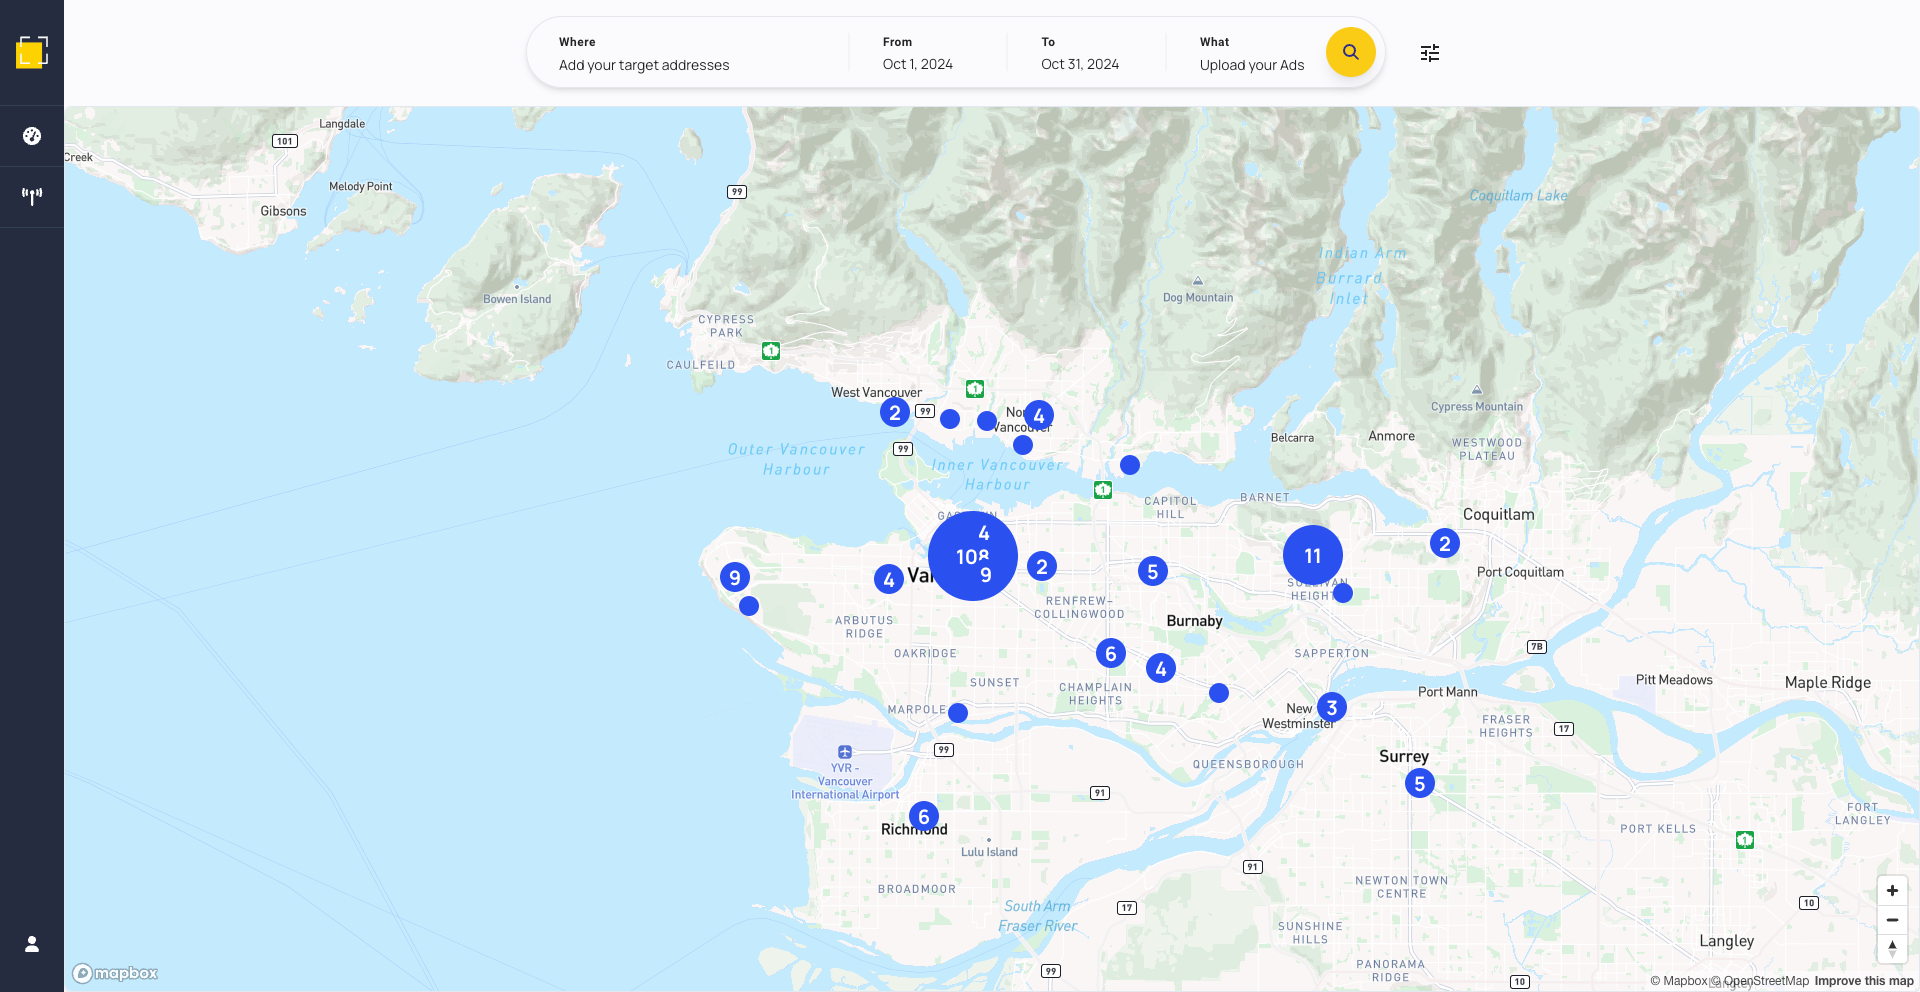 Where
Add your target addresses
From
Oct 1, 2024
To
Oct 31, 2024
What
Upload your Ads
Langdale
101
Creek
Melody Point
99
Gibsons
Coquitlam Lake
Indian Arm
Burrard
Inlet
Bowen Island
Dog Mountain
CYPRESS
PARK
1
CAULFEILD
West Vancouver
1
2
99
4
Vancouver
Cypress Mountain
Belcarra
Anmore
WESTWOOD
PLATEAU
Outer Vancouver
Harbour
99
Inner Vancouver
Harbour
1
CAPITOL
HILL
BARNET
Coquitlam
4
108
9
2
5
11
2
9
4
Port Coquitlam
SULLIVAN
HEIGHTS
RENFREW-
COLLINGWOOD
ARBUTUS
RIDGE
Burnaby
OAKRIDGE
6
4
SAPPERTON
7B
SUNSET
CHAMPLAIN
HEIGHTS
Port Mann
Pitt Meadows
Maple Ridge
MARPOLE
New
Westminster
3
FRASER
HEIGHTS
17
99
YVR -
Vancouver
International Airport
QUEENSBOROUGH
Surrey
5
91
6
Richmond
Lulu Island
PORT KELLS
1
FORT
LANGLEY
91
BROADMOOR
NEWTON TOWN
CENTRE
17
10
South Arm
Fraser River
SUNSHINE
HILLS
Langley
PANORAMA
RIDGE
99
10
mapbox
© Mapbox © OpenStreetMap Improve this map